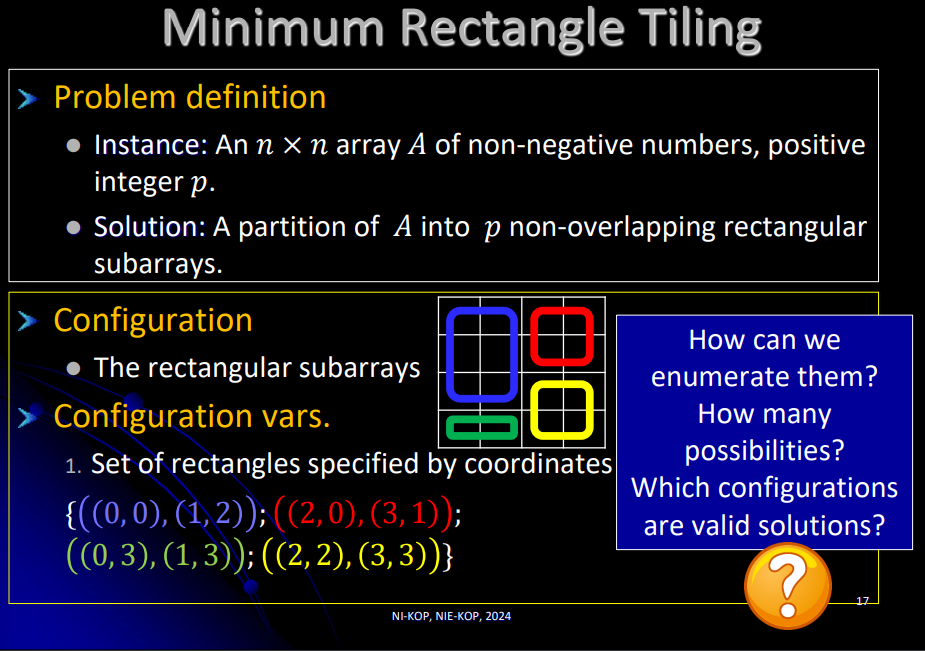 Minimum Rectangle Tiling
Problem definition
Instance: An n × n array A of non-negative numbers, positive
integer p.
Solution: A partition of A into p non-overlapping rectangular
subarrays.
Configuration
The rectangular subarrays
Configuration vars.
1. Set of rectangles specified by coordinates
{((0, 0), (1, 2)); ((2, 0), (3, 1));
((0, 3), (1, 3)); ((2, 2), (3, 3))}
How can we
enumerate them?
How many
possibilities?
Which configurations
are valid solutions?
?
17
NI-KOP, NIE-KOP, 2024